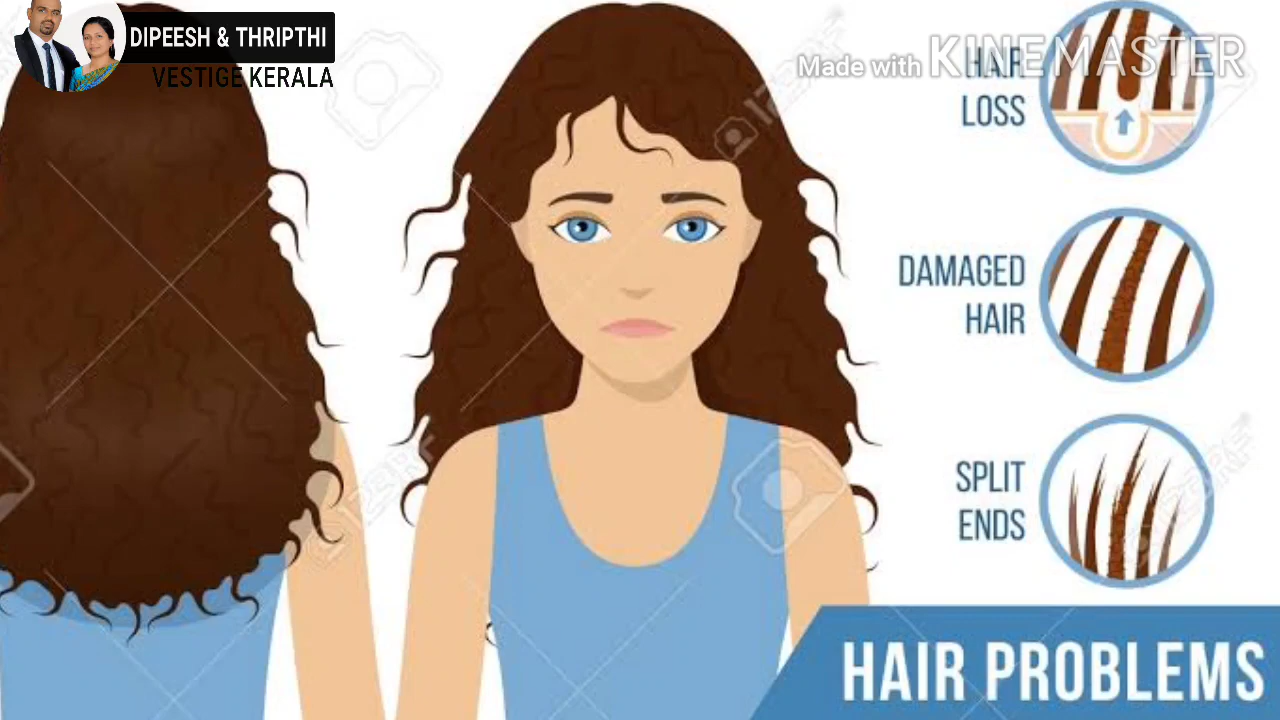 DIPEESH & THRIPTHI
VESTIGE KERALA
Made with KINEMASTER
HAIR
LOSS
DAMAGED
HAIR
SPLIT
ENDS
HAIR PROBLEMS